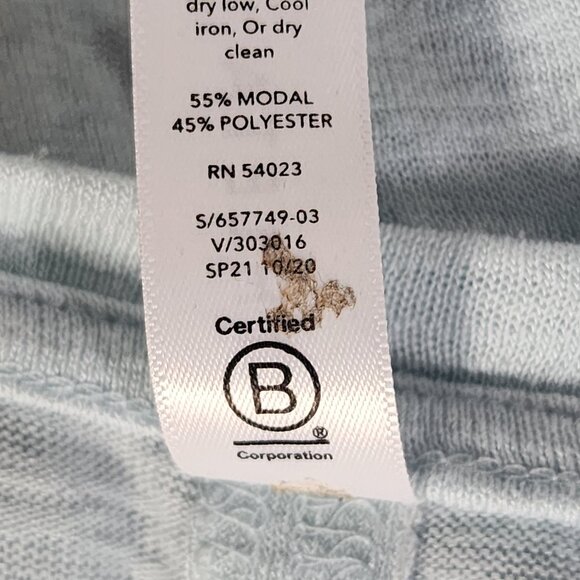 dry low, Cool
iron, Or dry
clean
55% MODAL
45% POLYESTER
RN 54023
S/657749-03
V/303016
SP21 10/20
Certified
B
®
Corporation